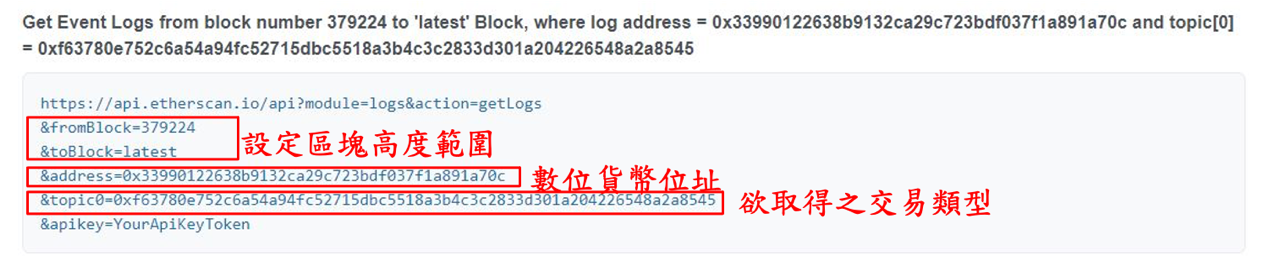 Get Event Logs from block number 379224 to 'latest' Block, where log address = 0x33990122638b9132ca29c723bdf037f1a891a70c and topic[0]
= 0xf63780e752c6a54a94fc52715dbc5518a3b4c3c2833d301a204226548a2a8545
https://api.etherscan.io/api?module=logs&action=getLogs
&fromBlock=379224
設定區塊高度範圍
&toBlock=latest
&address=0x33990122638b9132ca29c723bdf037f1a891a70c 數位貨幣位址
&topic0=0xf63780e752c6a54a94fc52715dbc5518a3b4c3c2833d301a204226548a2a8545 欲取得之交易類型
&apikey=YourApiKeyToken